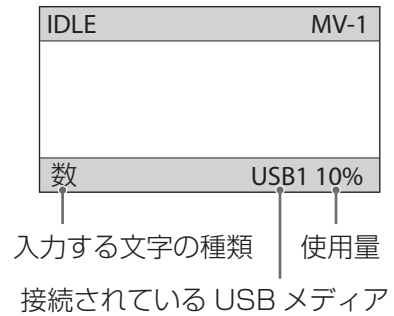 IDLE MV-1
数 USB1 10%
入力する文字の種類 使用量
接続されている USB メディア